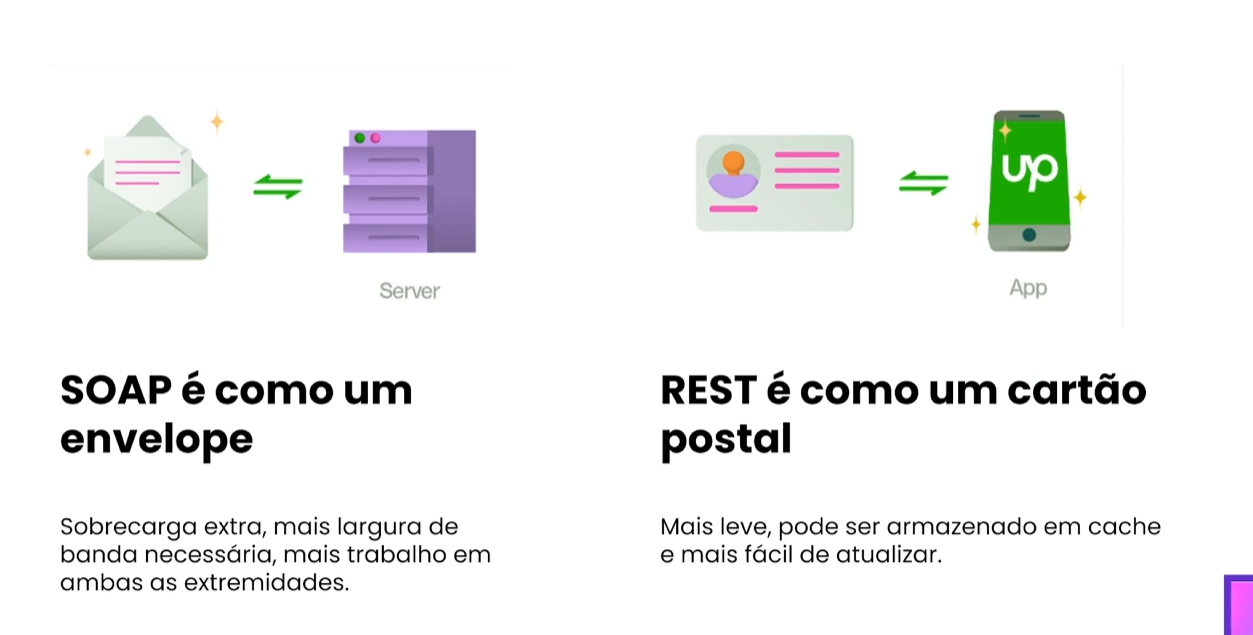 up
Server
App
SOAP é como um
envelope
REST é como um cartão
postal
Sobrecarga extra, mais largura de
banda necessária, mais trabalho em
ambas as extremidades.
Mais leve, pode ser armazenado em cache
e mais fácil de atualizar.